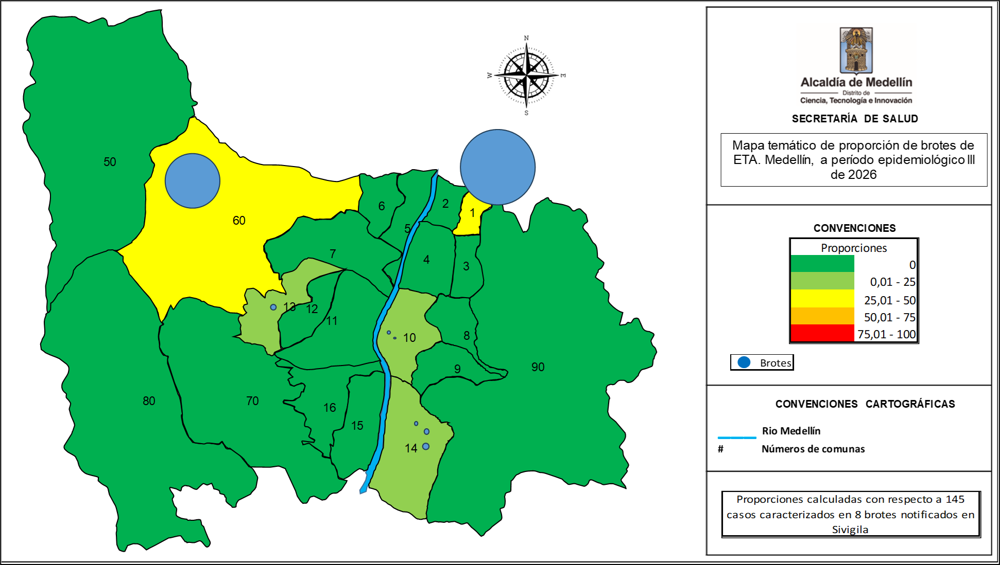 N
W
E
S
50
60
6
2
1
5
7
4
3
13
12
11
10
8
9
90
80
70
16
15
14
Alcaldía de Medellín
Distrito de
Ciencia, Tecnología e Innovación
SECRETARÍA DE SALUD
Mapa temático de proporción de brotes de
ETA. Medellín, a período epidemiológico III
de 2026
CONVENCIONES
Proporciones
0
0,01 - 25
25,01 - 50
50,01 - 75
75,01 - 100
Brotes
CONVENCIONES CARTOGRÁFICAS
Rio Medellín
# Números de comunas
Proporciones calculadas con respecto a 145
casos caracterizados en 8 brotes notificados en
Sivigila